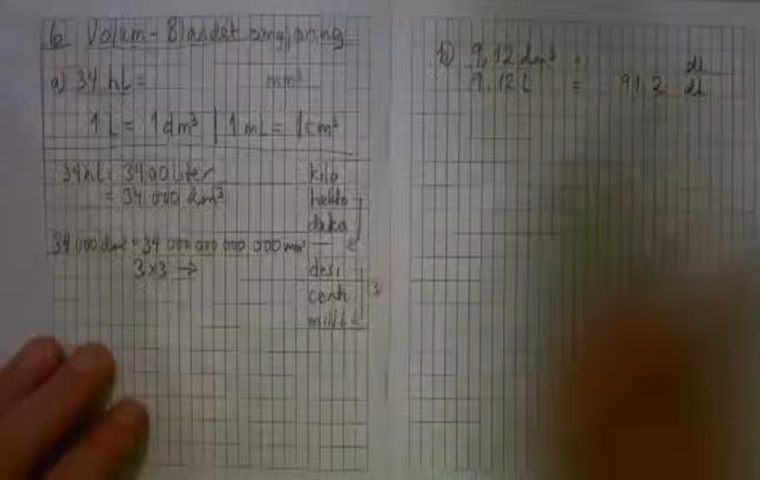 6 Volum - Blandet omgjøring
a) 34 hL = mm³
1 L = 1 dm³ | 1 mL = 1 cm³
34 hL = 3400 Liter
= 34 000 dm³
34 000 dm³ = 34 000 000 000 000 mm³
3x3 →
kilo
hekto
deka
—
desi
centi
milli
3
b) 9,12 dm³ = dl
9,12 L = 91,2 dl